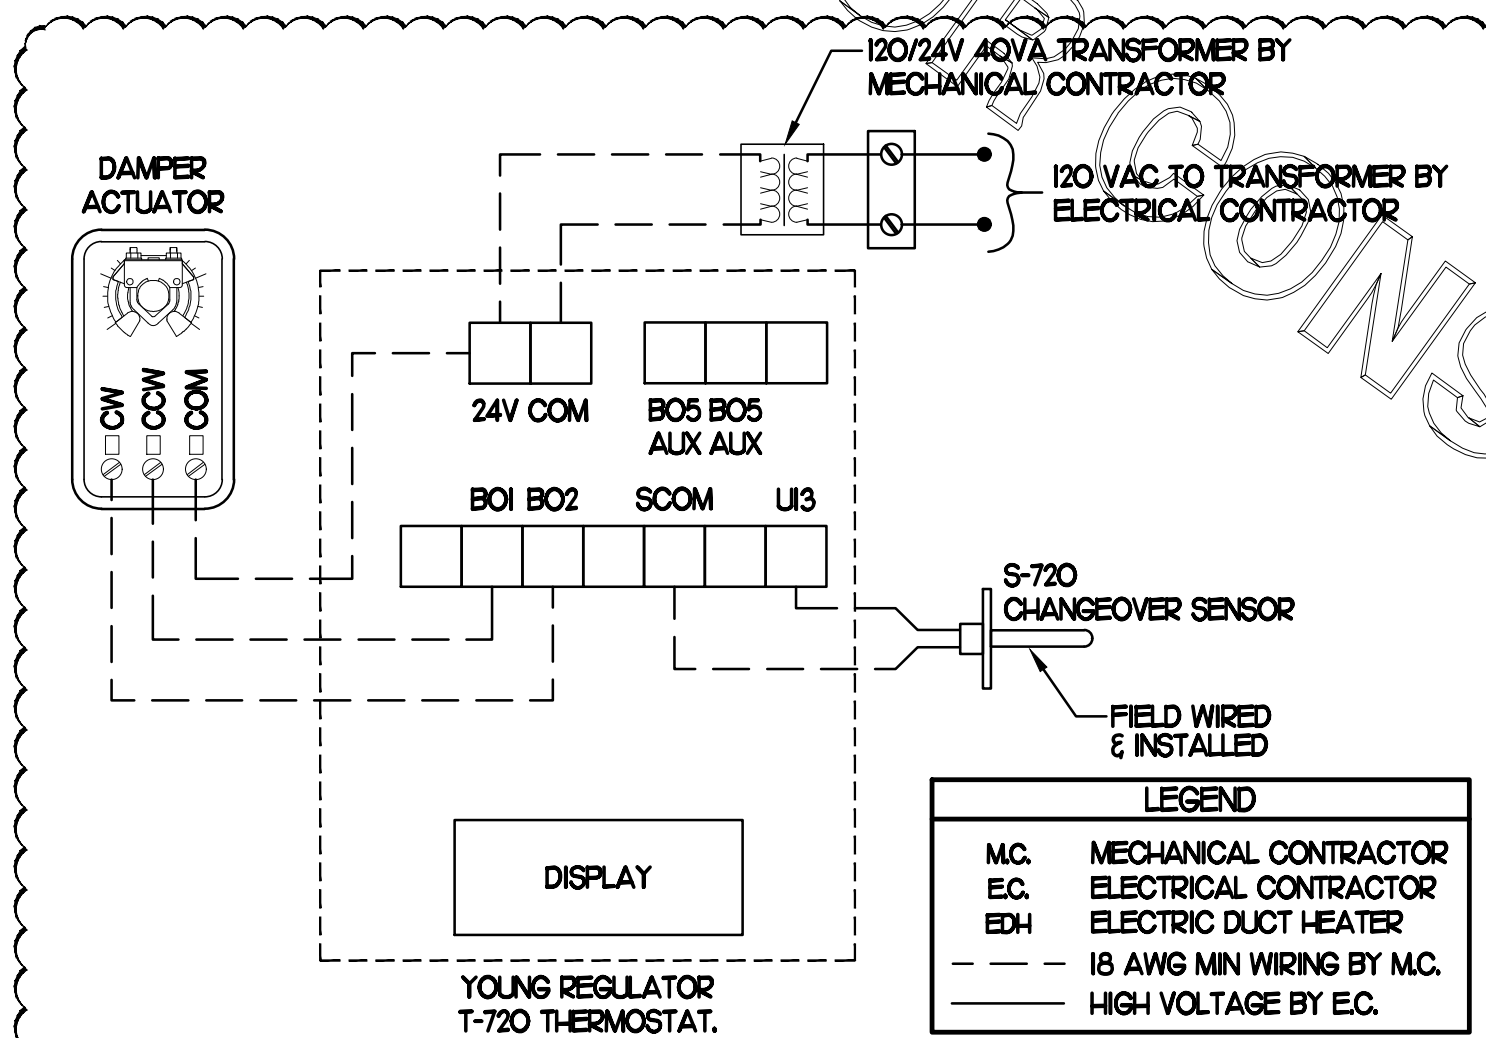 120/24V 40VA TRANSFORMER BY
MECHANICAL CONTRACTOR
DAMPER
ACTUATOR
120 VAC TO TRANSFORMER BY
ELECTRICAL CONTRACTOR
CW
CCW
COM
24V COM
BO5 BO5
AUX AUX
BO1 BO2
SCOM
UI3
S-720
CHANGEOVER SENSOR
FIELD WIRED
& INSTALLED
DISPLAY
YOUNG REGULATOR
T-720 THERMOSTAT.
LEGEND
M.C. MECHANICAL CONTRACTOR
E.C. ELECTRICAL CONTRACTOR
EDH ELECTRIC DUCT HEATER
18 AWG MIN WIRING BY M.C.
HIGH VOLTAGE BY E.C.
CONS